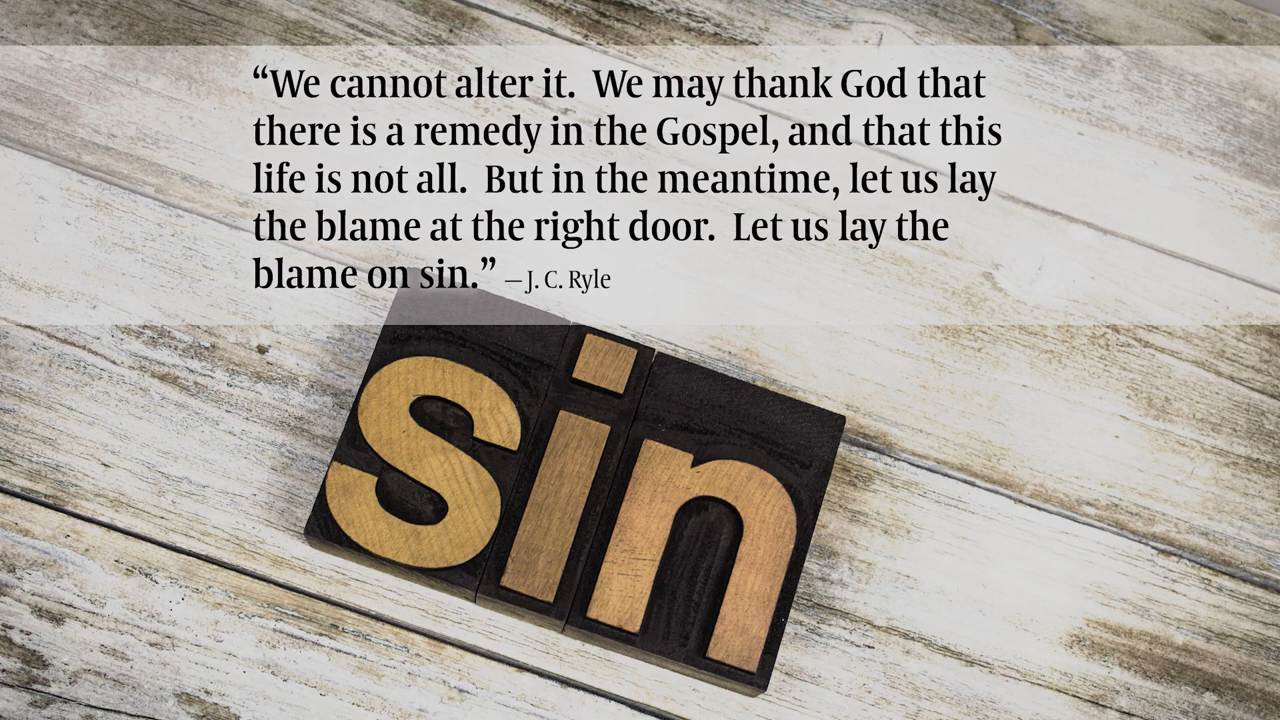 “We cannot alter it.  We may thank God that
there is a remedy in the Gospel, and that this
life is not all.  But in the meantime, let us lay
the blame at the right door.  Let us lay the
blame on sin.” — J. C. Ryle
sin